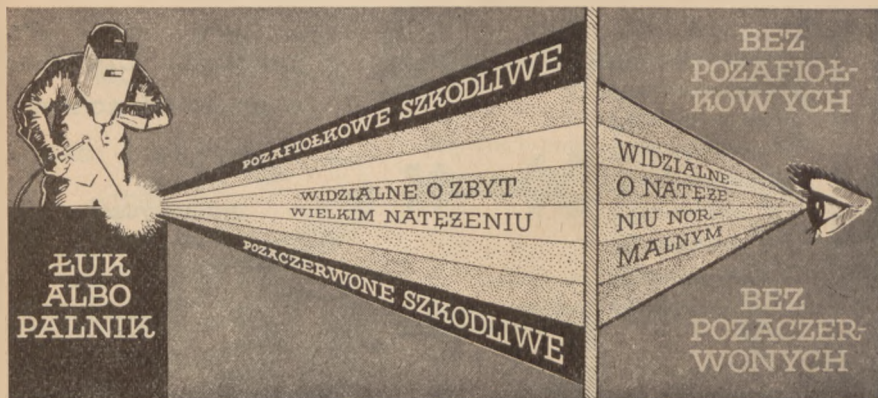 ŁUK
ALBO
PALNIK
POZAFIOŁKOWE SZKODLIWE
WIDZIALNE O ZBYT
WIELKIM NATĘŻENIU
POZACZERWONE SZKODLIWE
WIDZIALNE
O NATĘŻE-
NIU NOR-
MALNYM
BEZ
POZAFIOŁ-
KOWYCH
BEZ
POZACZER-
WONYCH